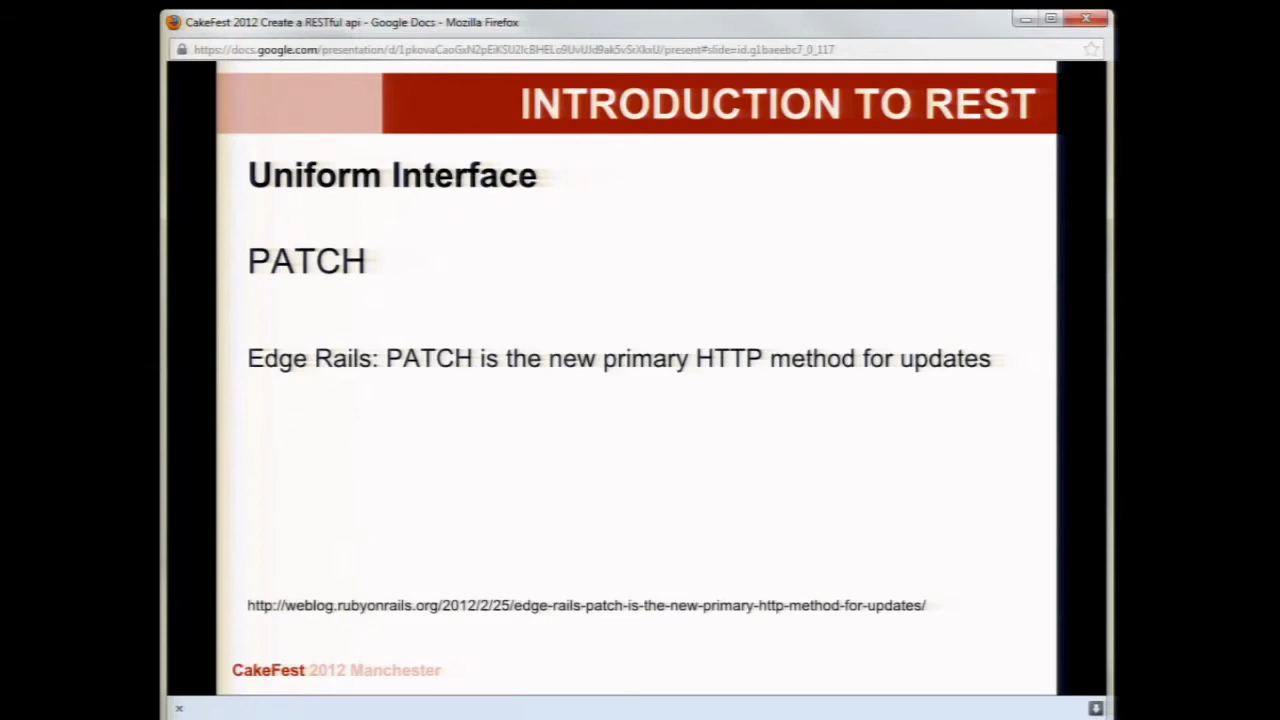 CakeFest 2012 Create a RESTful api - Google Docs - Mozilla Firefox
INTRODUCTION TO REST
Uniform Interface
PATCH
Edge Rails: PATCH is the new primary HTTP method for updates
http://weblog.rubyonrails.org/2012/2/25/edge-rails-patch-is-the-new-primary-http-method-for-updates/
CakeFest 2012 Manchester